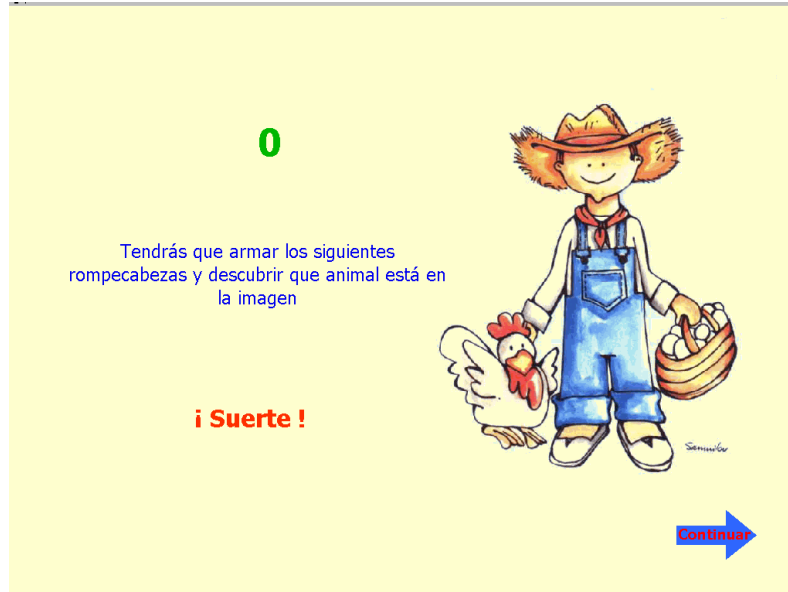 0
Tendrás que armar los siguientes
rompecabezas y descubrir que animal está en
la imagen
¡ Suerte !
Continuar